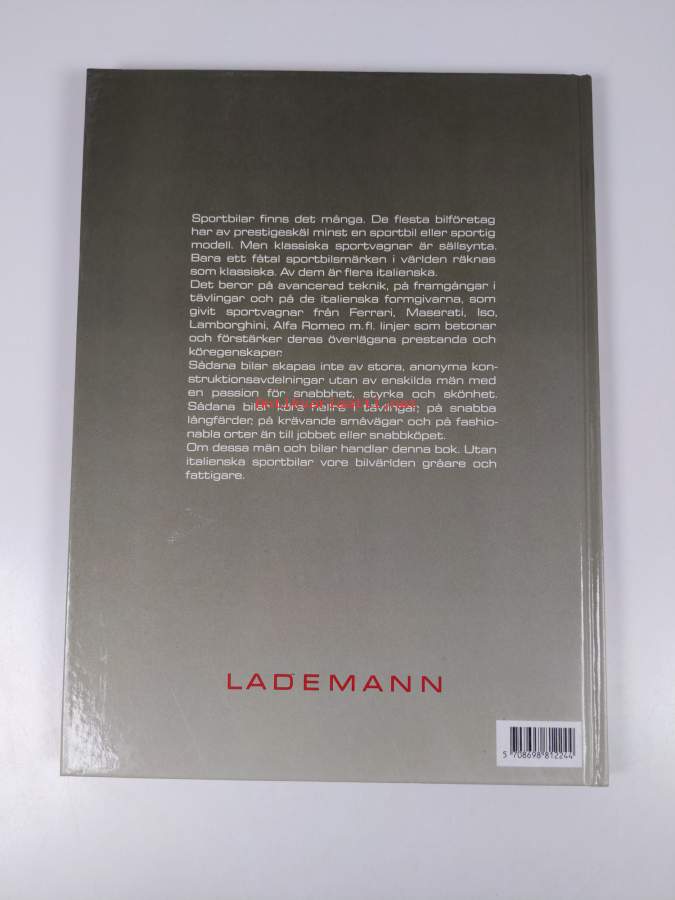 Sportbilar finns det många. De flesta bilföretag
har av prestigeskäl minst en sportbil eller sportig
modell. Men klassiska sportvagnar är sällsynta.
Bara ett fåtal sportbilsmärken i världen räknas
som klassiska. Av dem är flera italienska.
Det beror på avancerad teknik, på framgångar i
tävlingar och på de italienska formgivarna, som
givit sportvagnar från Ferrari, Maserati, Iso,
Lamborghini, Alfa Romeo m.fl. linjer som betonar
och förstärker deras överlägsna prestanda och
köregenskaper.
Sådana bilar skapas inte av stora, anonyma kon-
struktionsavdelningar utan av enskilda män med
en passion för snabbhet, styrka och skönhet.
Sådana bilar körs hellre i tävlingar, på snabba
långfärder, på krävande småvägar och på fashio-
nabla orter än till jobbet eller snabbköpet.
Om dessa män och bilar handlar denna bok. Utan
italienska sportbilar vore bilvärlden gråare och
fattigare.
LADEMANN
5 708698 812244